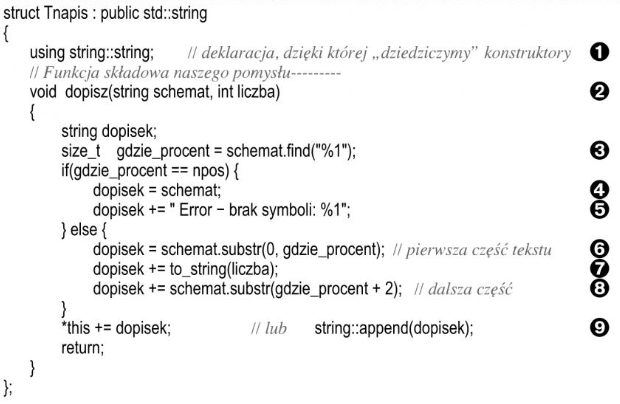 struct Tnapis : public std::string
{
using string::string; // deklaracja, dzięki której „dziedziczymy” konstruktory ❶
// Funkcja składowa naszego pomysłu---------
void dopisz(string schemat, int liczba) ❷
{
string dopisek;
size_t gdzie_procent = schemat.find("%1"); ❸
if(gdzie_procent == npos) {
dopisek = schemat; ❹
dopisek += " Error − brak symboli: %1"; ❺
} else {
dopisek = schemat.substr(0, gdzie_procent); // pierwsza część tekstu ❻
dopisek += to_string(liczba); ❼
dopisek += schemat.substr(gdzie_procent + 2); // dalsza część ❽
}
*this += dopisek; // lub string::append(dopisek); ❾
return;
}
};